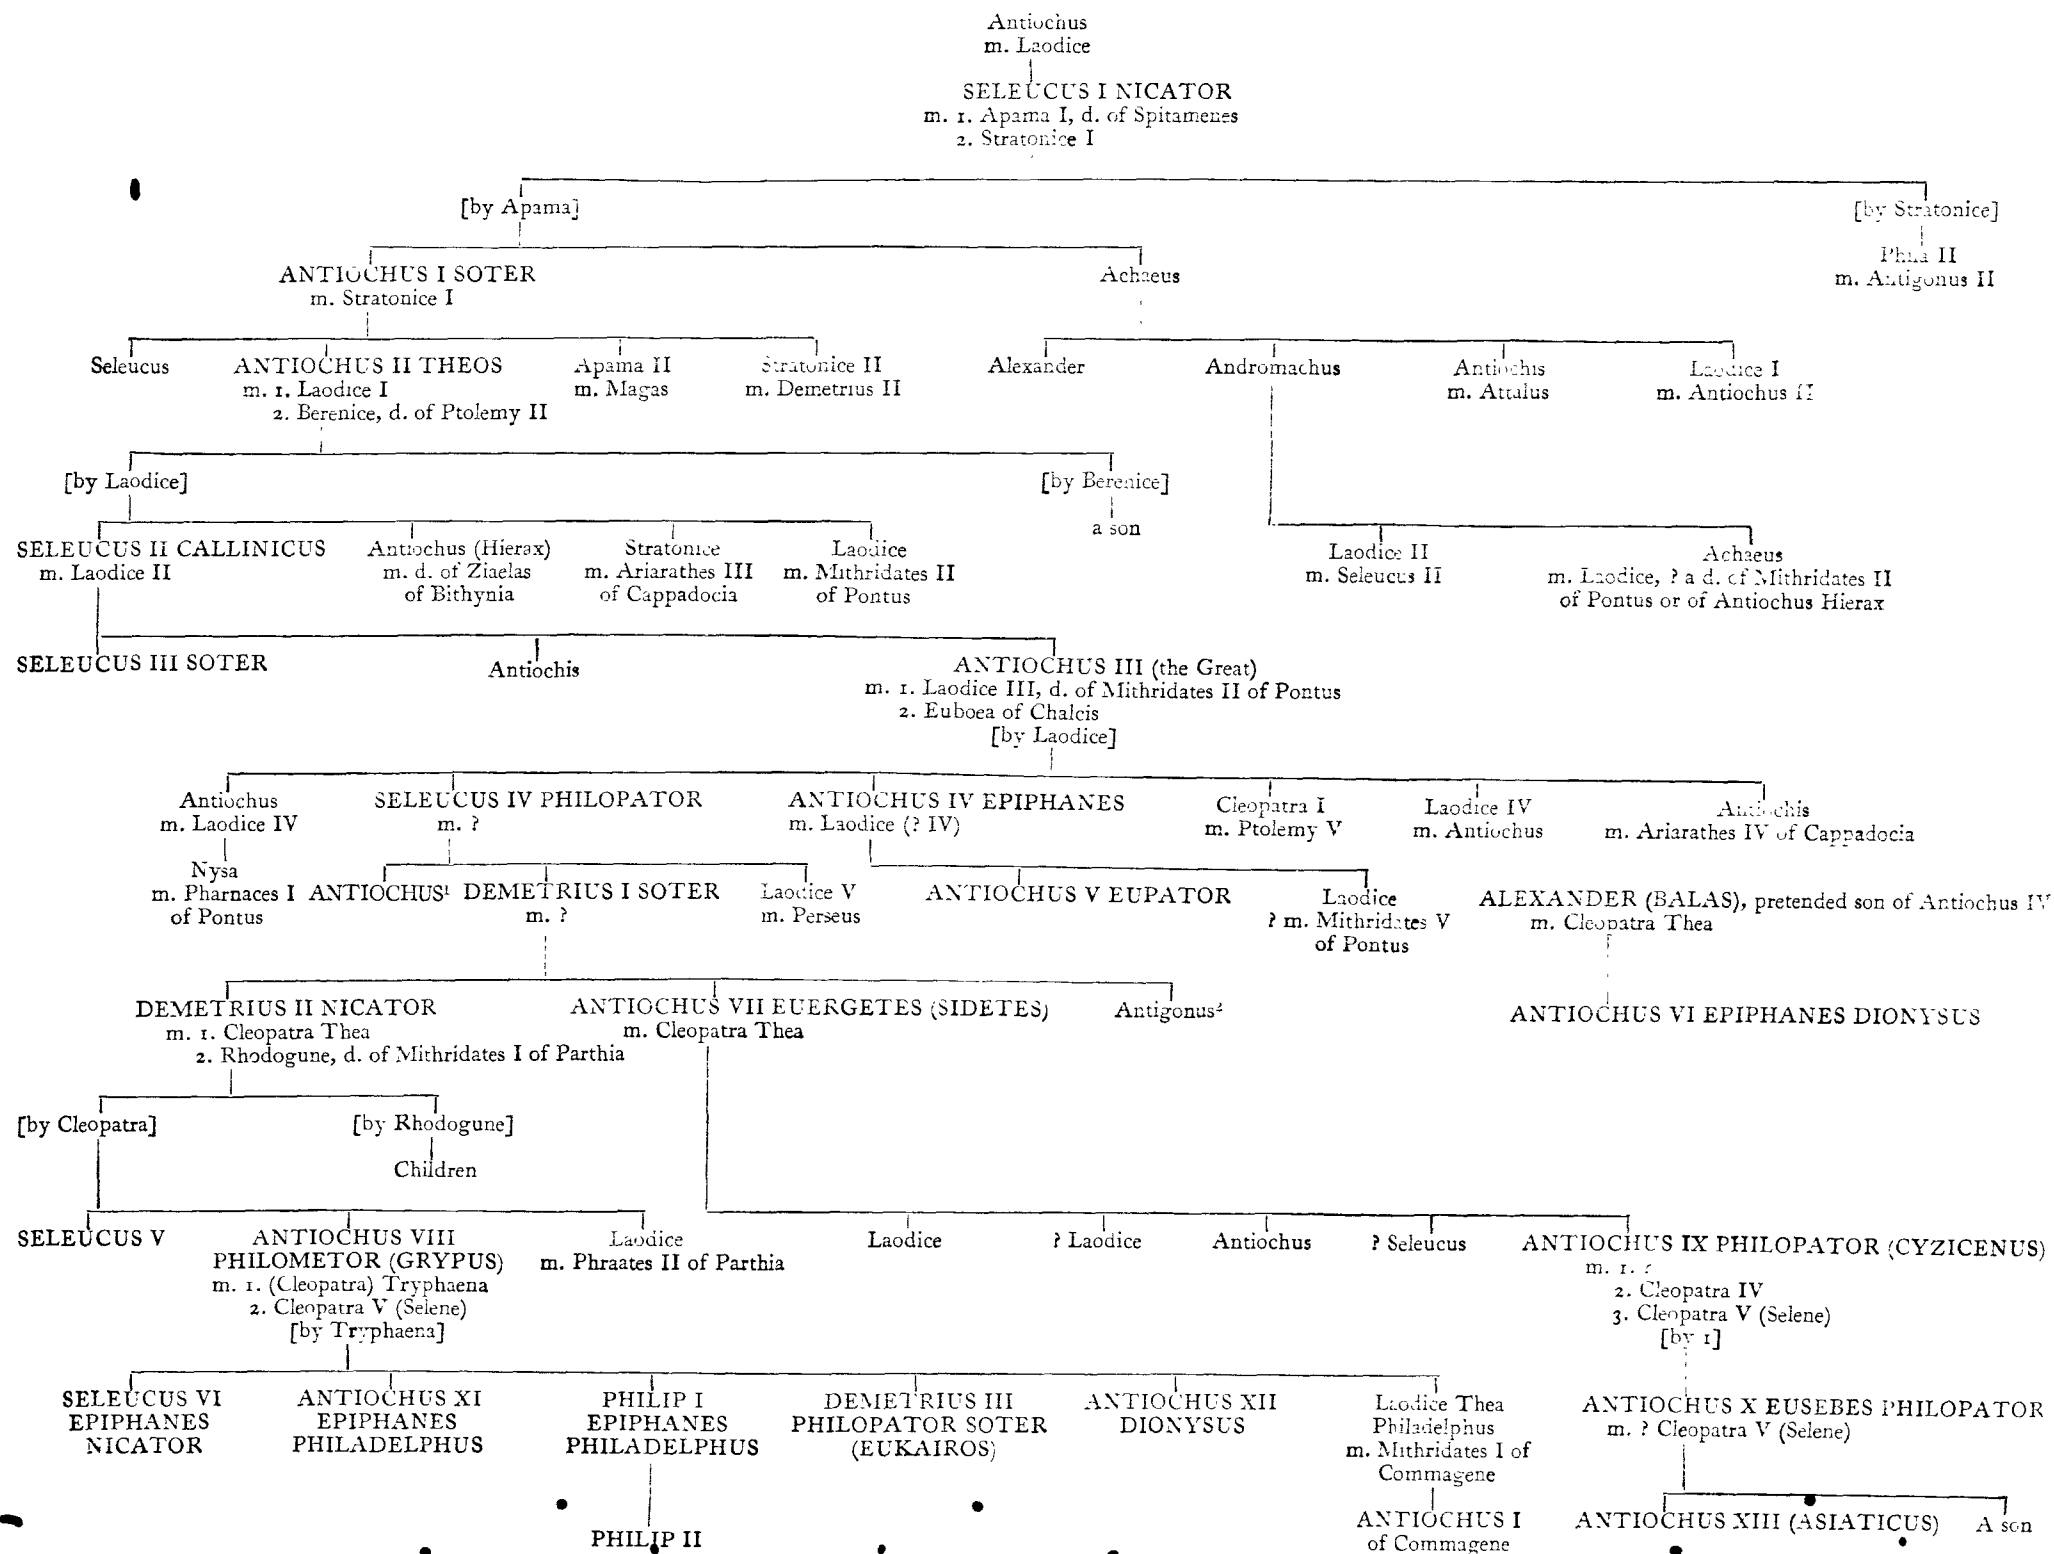 Antiochus
m. Laodice
SELEUCUS I NICATOR
m. 1. Apama I, d. of Spitamenes
2. Stratonice I
[by Apama]
[by Stratonice]
ANTIOCHUS I SOTER
m. Stratonice I
Achaeus
Phila II
m. Antigonus II
Seleucus
ANTIOCHUS II THEOS
m. 1. Laodice I
2. Berenice, d. of Ptolemy II
Apama II
m. Magas
Stratonice II
m. Demetrius II
Alexander
Andromachus
Antiochis
m. Attalus
Laodice I
m. Antiochus II
[by Laodice]
[by Berenice]
a son
SELEUCUS II CALLINICUS
m. Laodice II
Antiochus (Hierax)
m. d. of Ziaelas
of Bithynia
Stratonice
m. Ariarathes III
of Cappadocia
Laodice
m. Mithridates II
of Pontus
Laodice II
m. Seleucus II
Achaeus
m. Laodice, ? a d. of Mithridates II
of Pontus or of Antiochus Hierax
SELEUCUS III SOTER
Antiochis
ANTIOCHUS III (the Great)
m. 1. Laodice III, d. of Mithridates II of Pontus
2. Euboea of Chalcis
[by Laodice]
Antiochus
m. Laodice IV
SELEUCUS IV PHILOPATOR
m. ?
ANTIOCHUS IV EPIPHANES
m. Laodice (? IV)
Cleopatra I
m. Ptolemy V
Laodice IV
m. Antiochus
Antiochis
m. Ariarathes IV of Cappadocia
Nysa
m. Pharnaces I
of Pontus
ANTIOCHUS¹
DEMETRIUS I SOTER
m. ?
Laodice V
m. Perseus
ANTIOCHUS V EUPATOR
Laodice
? m. Mithridates V
of Pontus
ALEXANDER (BALAS), pretended son of Antiochus IV
m. Cleopatra Thea
DEMETRIUS II NICATOR
m. 1. Cleopatra Thea
2. Rhodogune, d. of Mithridates I of Parthia
ANTIOCHUS VII EUERGETES (SIDETES)
m. Cleopatra Thea
Antigonus²
ANTIOCHUS VI EPIPHANES DIONYSUS
[by Cleopatra]
[by Rhodogune]
Children
SELEUCUS V
ANTIOCHUS VIII
PHILOMETOR (GRYPUS)
m. 1. (Cleopatra) Tryphaena
2. Cleopatra V (Selene)
[by Tryphaena]
Laodice
m. Phraates II of Parthia
Laodice
? Laodice
Antiochus
? Seleucus
ANTIOCHUS IX PHILOPATOR (CYZICENUS)
m. 1. ?
2. Cleopatra IV
3. Cleopatra V (Selene)
[by 1]
SELEUCUS VI
EPIPHANES
NICATOR
ANTIOCHUS XI
EPIPHANES
PHILADELPHUS
PHILIP I
EPIPHANES
PHILADELPHUS
DEMETRIUS III
PHILOPATOR SOTER
(EUKAIROS)
ANTIOCHUS XII
DIONYSUS
Laodice Thea
Philadelphus
m. Mithridates I of
Commagene
ANTIOCHUS X EUSEBES PHILOPATOR
m. ? Cleopatra V (Selene)
PHILIP II
ANTIOCHUS I
of Commagene
ANTIOCHUS XIII (ASIATICUS)
A son